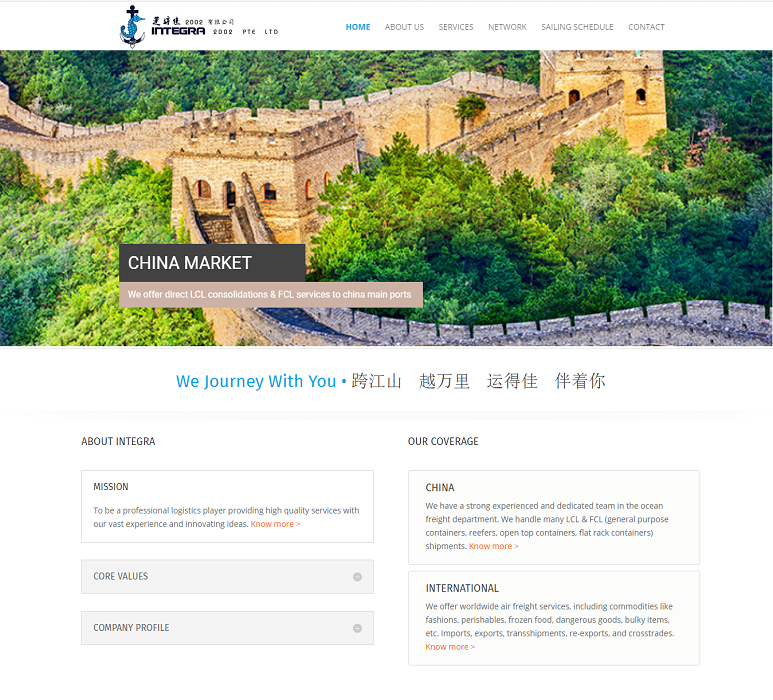 運得佳 2002 有限公司
INTEGRA 2002 PTE LTD
HOME ABOUT US SERVICES NETWORK SAILING SCHEDULE CONTACT
CHINA MARKET
We offer direct LCL consolidations & FCL services to china main ports
We Journey With You • 跨江山 越万里 运得佳 伴着你
ABOUT INTEGRA
MISSION
To be a professional logistics player providing high quality services with
our vast experience and innovating ideas. Know more >
CORE VALUES
COMPANY PROFILE
OUR COVERAGE
CHINA
We have a strong experienced and dedicated team in the ocean
freight department. We handle many LCL & FCL (general purpose
containers, reefers, open top containers, flat rack containers)
shipments. Know more >
INTERNATIONAL
We offer worldwide air freight services, including commodities like
fashions, perishables, frozen food, dangerous goods, bulky items,
etc. Imports, exports, transshipments, re-exports, and crosstrades.
Know more >